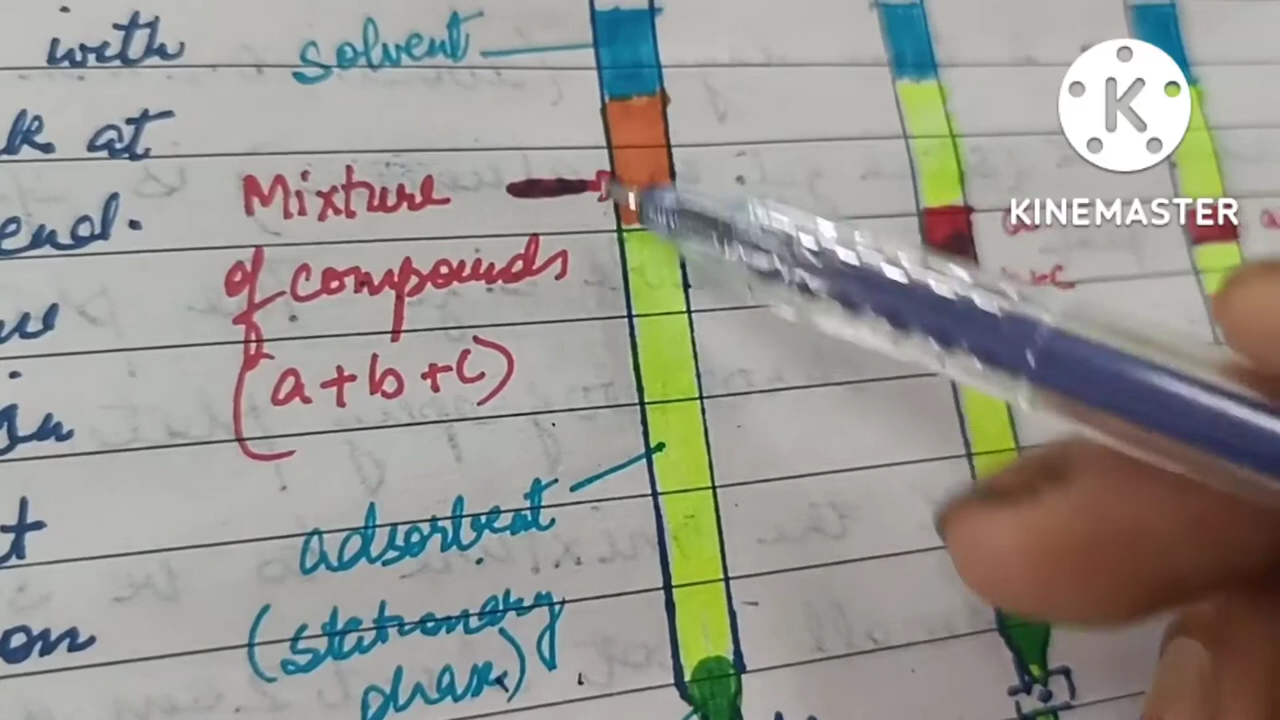 with
solvent
k at
Mixture
end.
of compounds
(a+b+c)
adsorbent
on
(stationary
phase)
a
a
KINEMASTER